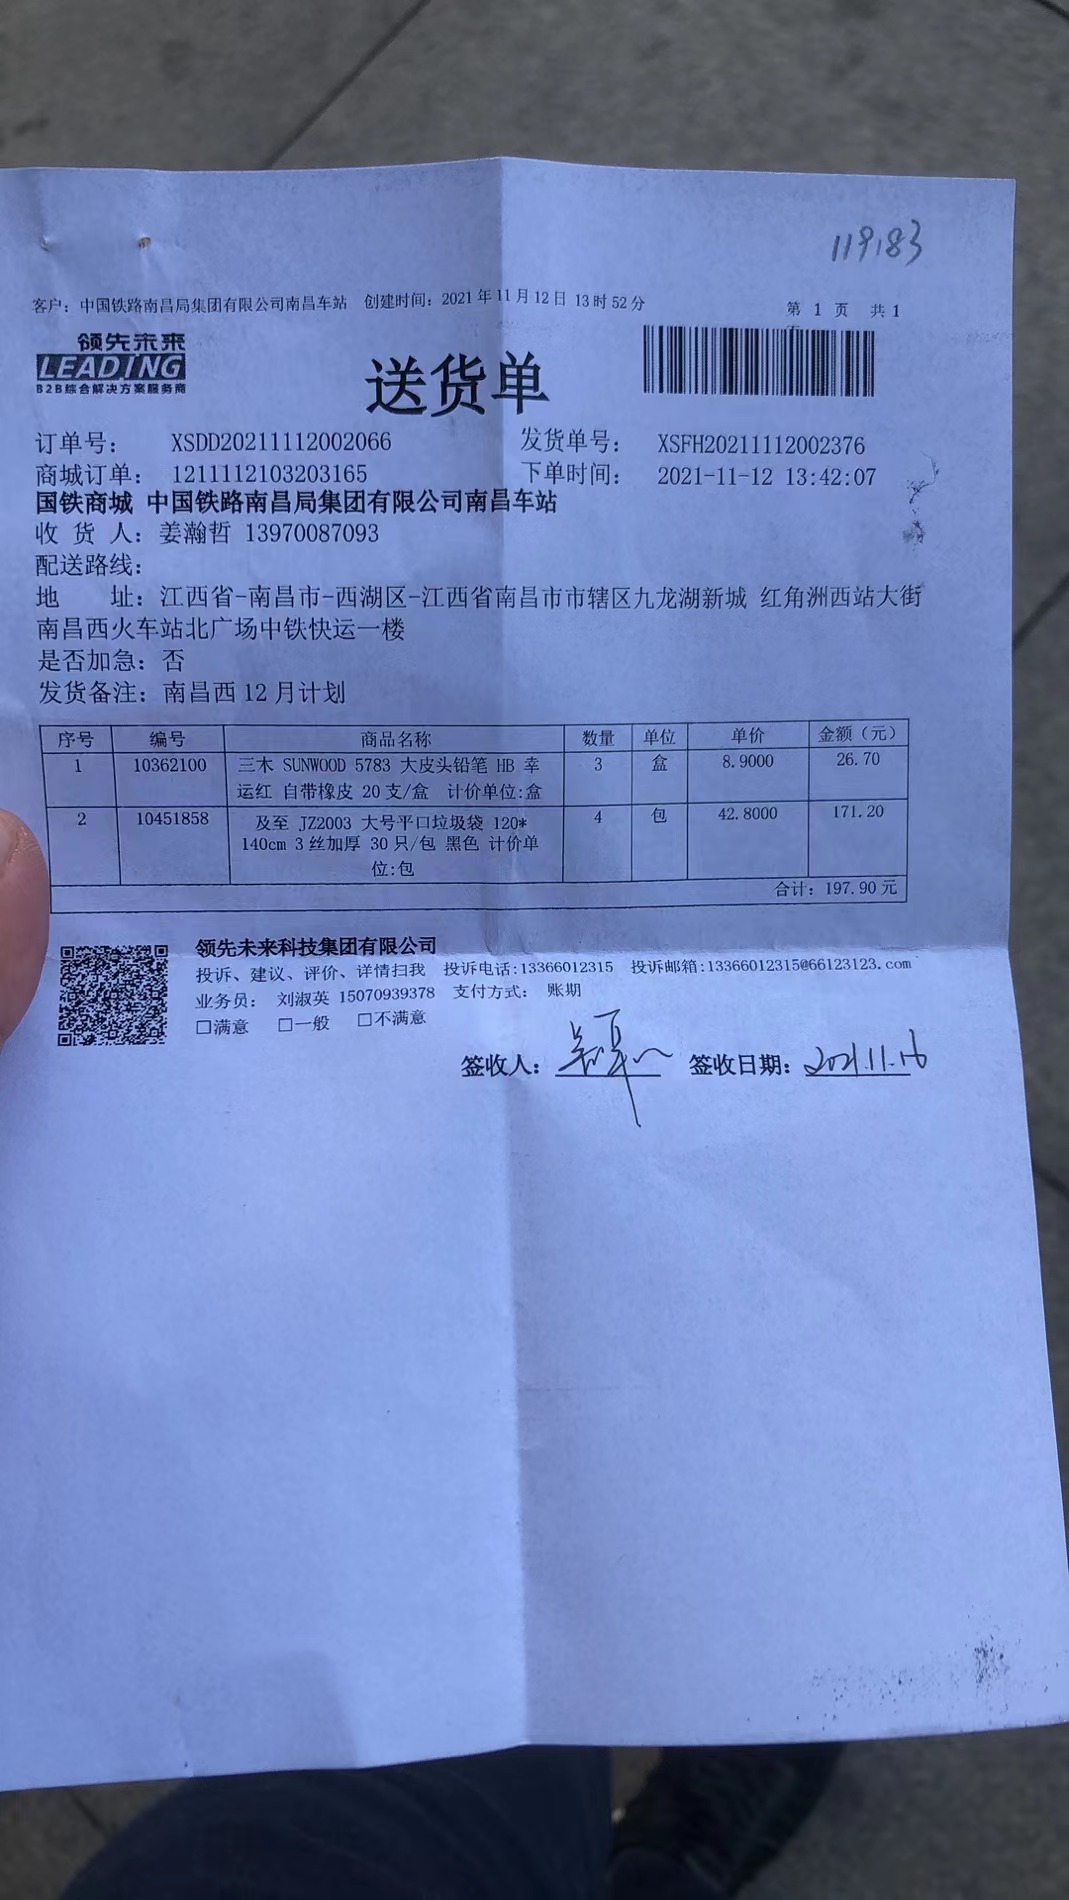 119183
客户：中国铁路南昌局集团有限公司南昌车站 创建时间：2021年11月12日 13时52分
第 1 页 共 1
页
领先未来
LEADING
B2B综合解决方案服务商
送货单
订单号： XSDD20211112002066 发货单号： XSFH20211112002376
商城订单： 1211112103203165 下单时间： 2021-11-12 13:42:07
国铁商城 中国铁路南昌局集团有限公司南昌车站
收 货 人：姜瀚哲 13970087093
配送路线：
地 址：江西省-南昌市-西湖区-江西省南昌市市辖区九龙湖新城 红角洲西站大街
南昌西火车站北广场中铁快运一楼
是否加急：否
发货备注：南昌西12月计划
序号 编号 商品名称 数量 单位 单价 金额（元）
1 10362100 三木 SUNWOOD 5783 大皮头铅笔 HB 幸 3 盒 8.9000 26.70
运红 自带橡皮 20支/盒 计价单位:盒
2 10451858 及至 JZ2003 大号平口垃圾袋 120* 4 包 42.8000 171.20
140cm 3丝加厚 30只/包 黑色 计价单
位:包
合计：197.90元
领先未来科技集团有限公司
投诉、建议、评价、详情扫我 投诉电话:13366012315 投诉邮箱:13366012315@66123123.com
业务员： 刘淑英 15070939378 支付方式： 账期
□满意 □一般 □不满意
签收人： 签收日期：2021.11.16